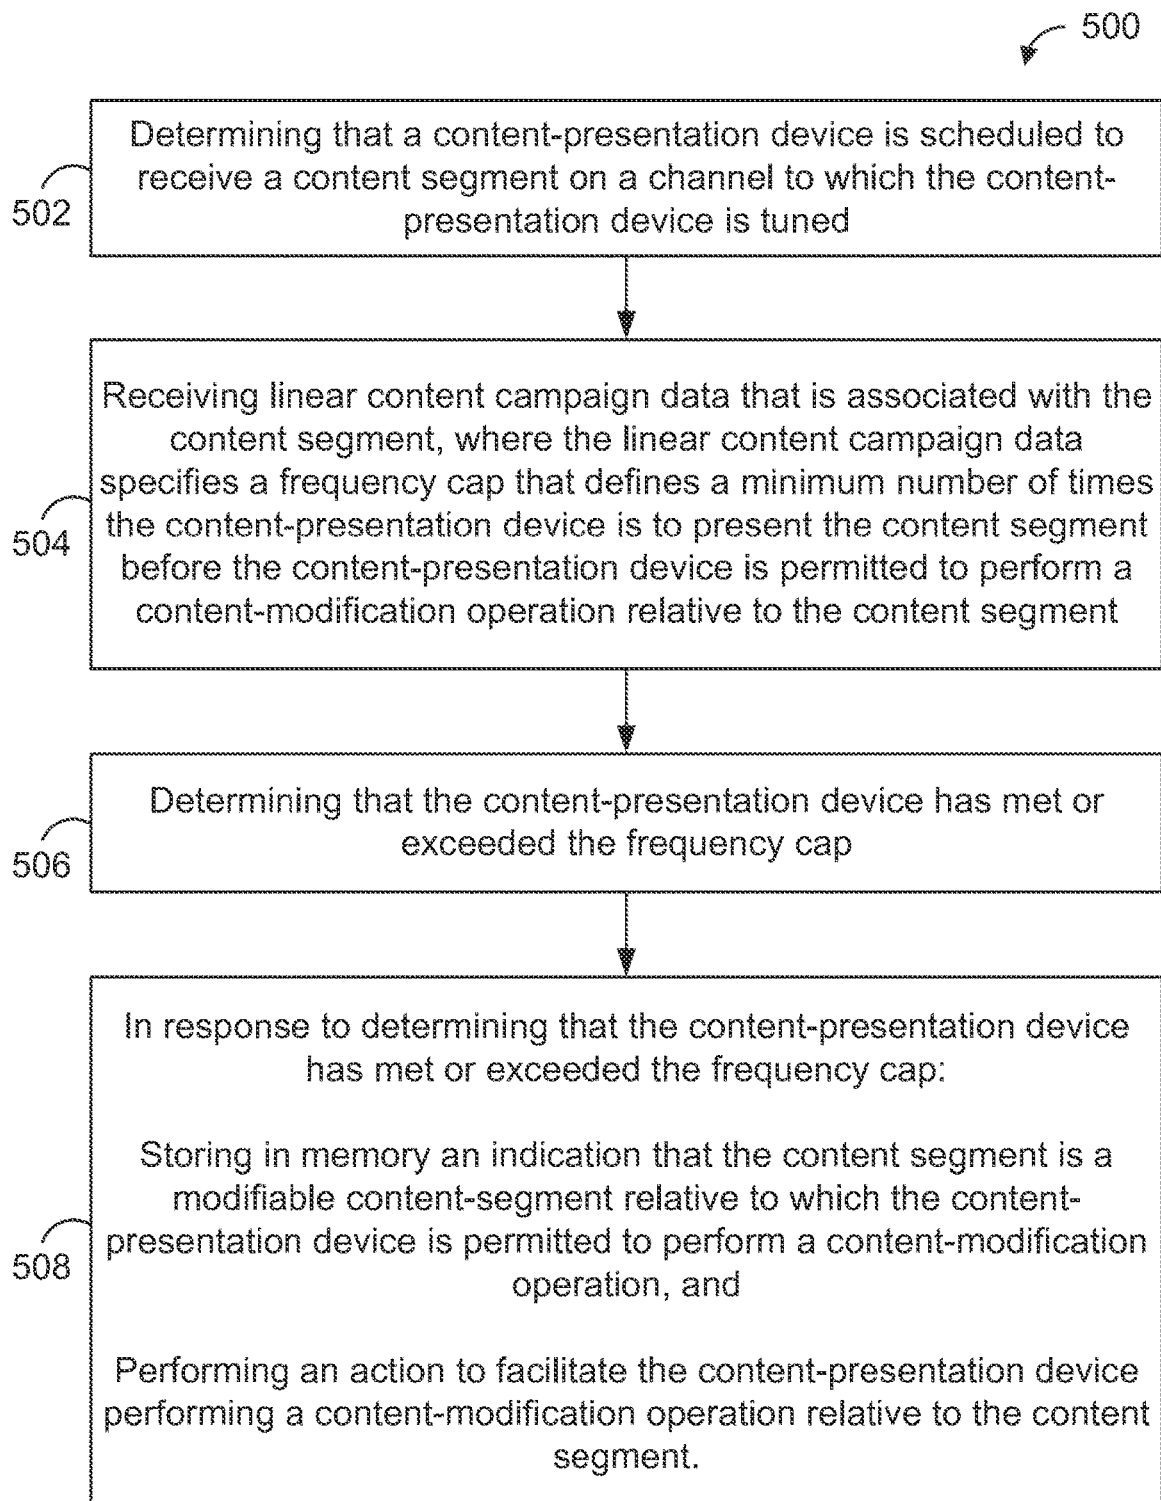 500
Determining that a content-presentation device is scheduled to
receive a content segment on a channel to which the content-
presentation device is tuned
502
Receiving linear content campaign data that is associated with the
content segment, where the linear content campaign data
specifies a frequency cap that defines a minimum number of times
the content-presentation device is to present the content segment
before the content-presentation device is permitted to perform a
content-modification operation relative to the content segment
504
Determining that the content-presentation device has met or
exceeded the frequency cap
506
In response to determining that the content-presentation device
has met or exceeded the frequency cap:
Storing in memory an indication that the content segment is a
modifiable content-segment relative to which the content-
presentation device is permitted to perform a content-modification
operation, and
508
Performing an action to facilitate the content-presentation device
performing a content-modification operation relative to the content
segment.